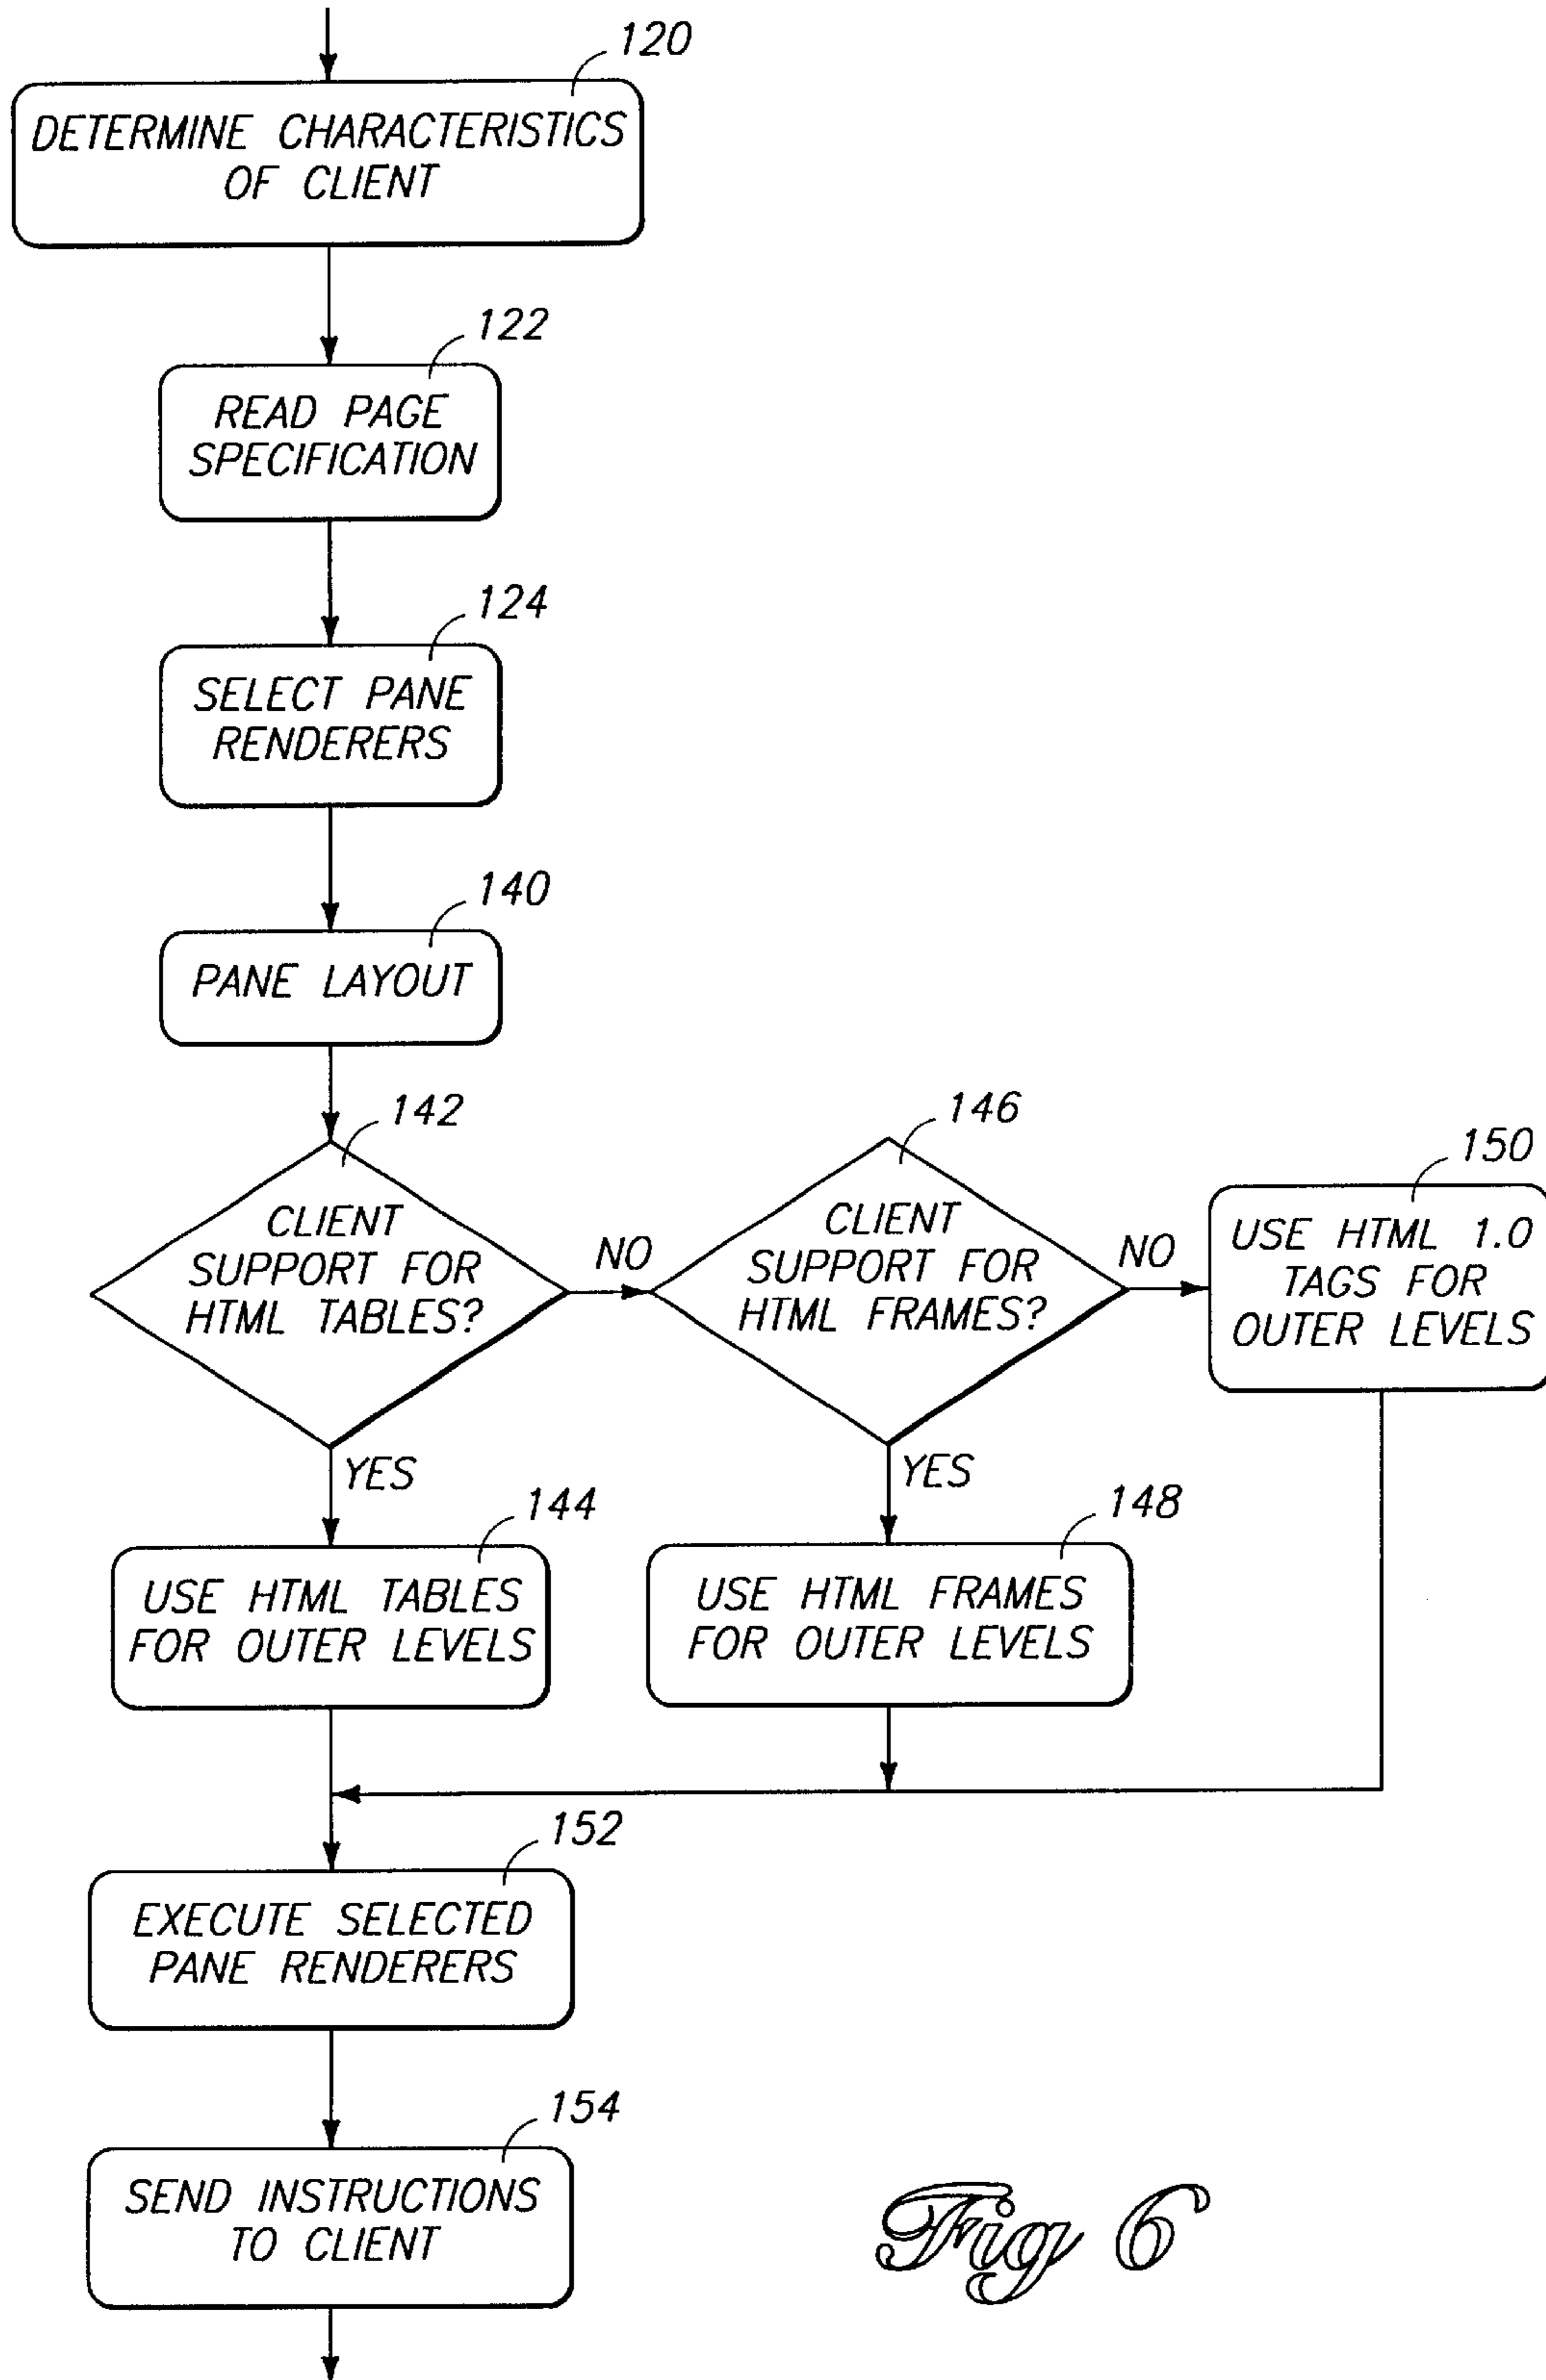 120
DETERMINE CHARACTERISTICS
OF CLIENT
122
READ PAGE
SPECIFICATION
124
SELECT PANE
RENDERERS
140
PANE LAYOUT
142
CLIENT
SUPPORT FOR
HTML TABLES?
NO
YES
146
CLIENT
SUPPORT FOR
HTML FRAMES?
NO
YES
150
USE HTML 1.0
TAGS FOR
OUTER LEVELS
144
USE HTML TABLES
FOR OUTER LEVELS
148
USE HTML FRAMES
FOR OUTER LEVELS
152
EXECUTE SELECTED
PANE RENDERERS
154
SEND INSTRUCTIONS
TO CLIENT
Fig 6